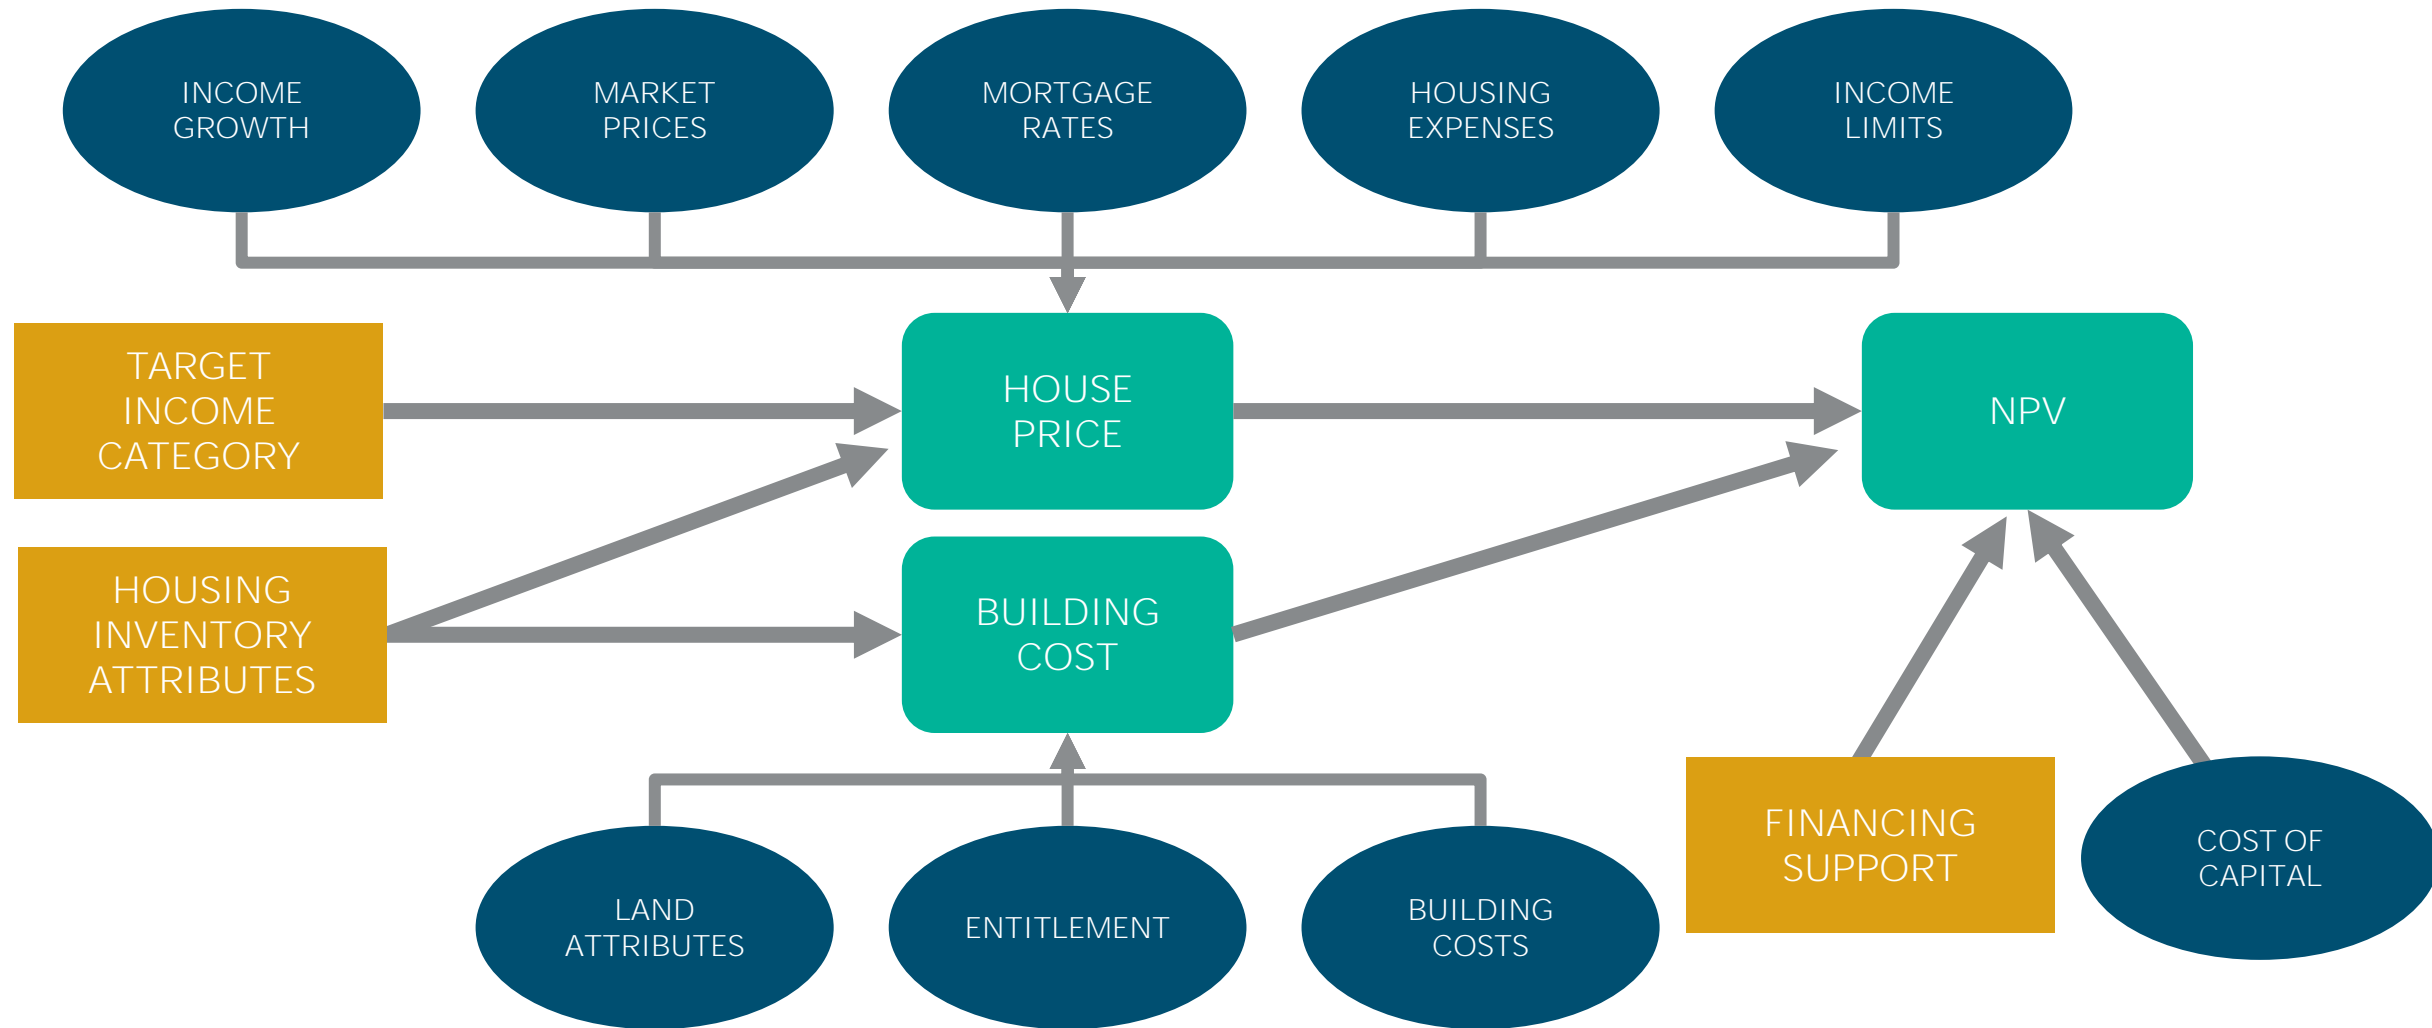 INCOME
GROWTH
MARKET
PRICES
MORTGAGE
RATES
HOUSING
EXPENSES
INCOME
LIMITS
TARGET
INCOME
CATEGORY
HOUSE
PRICE
NPV
HOUSING
INVENTORY
ATTRIBUTES
BUILDING
COST
FINANCING
SUPPORT
COST OF
CAPITAL
LAND
ATTRIBUTES
ENTITLEMENT
BUILDING
COSTS